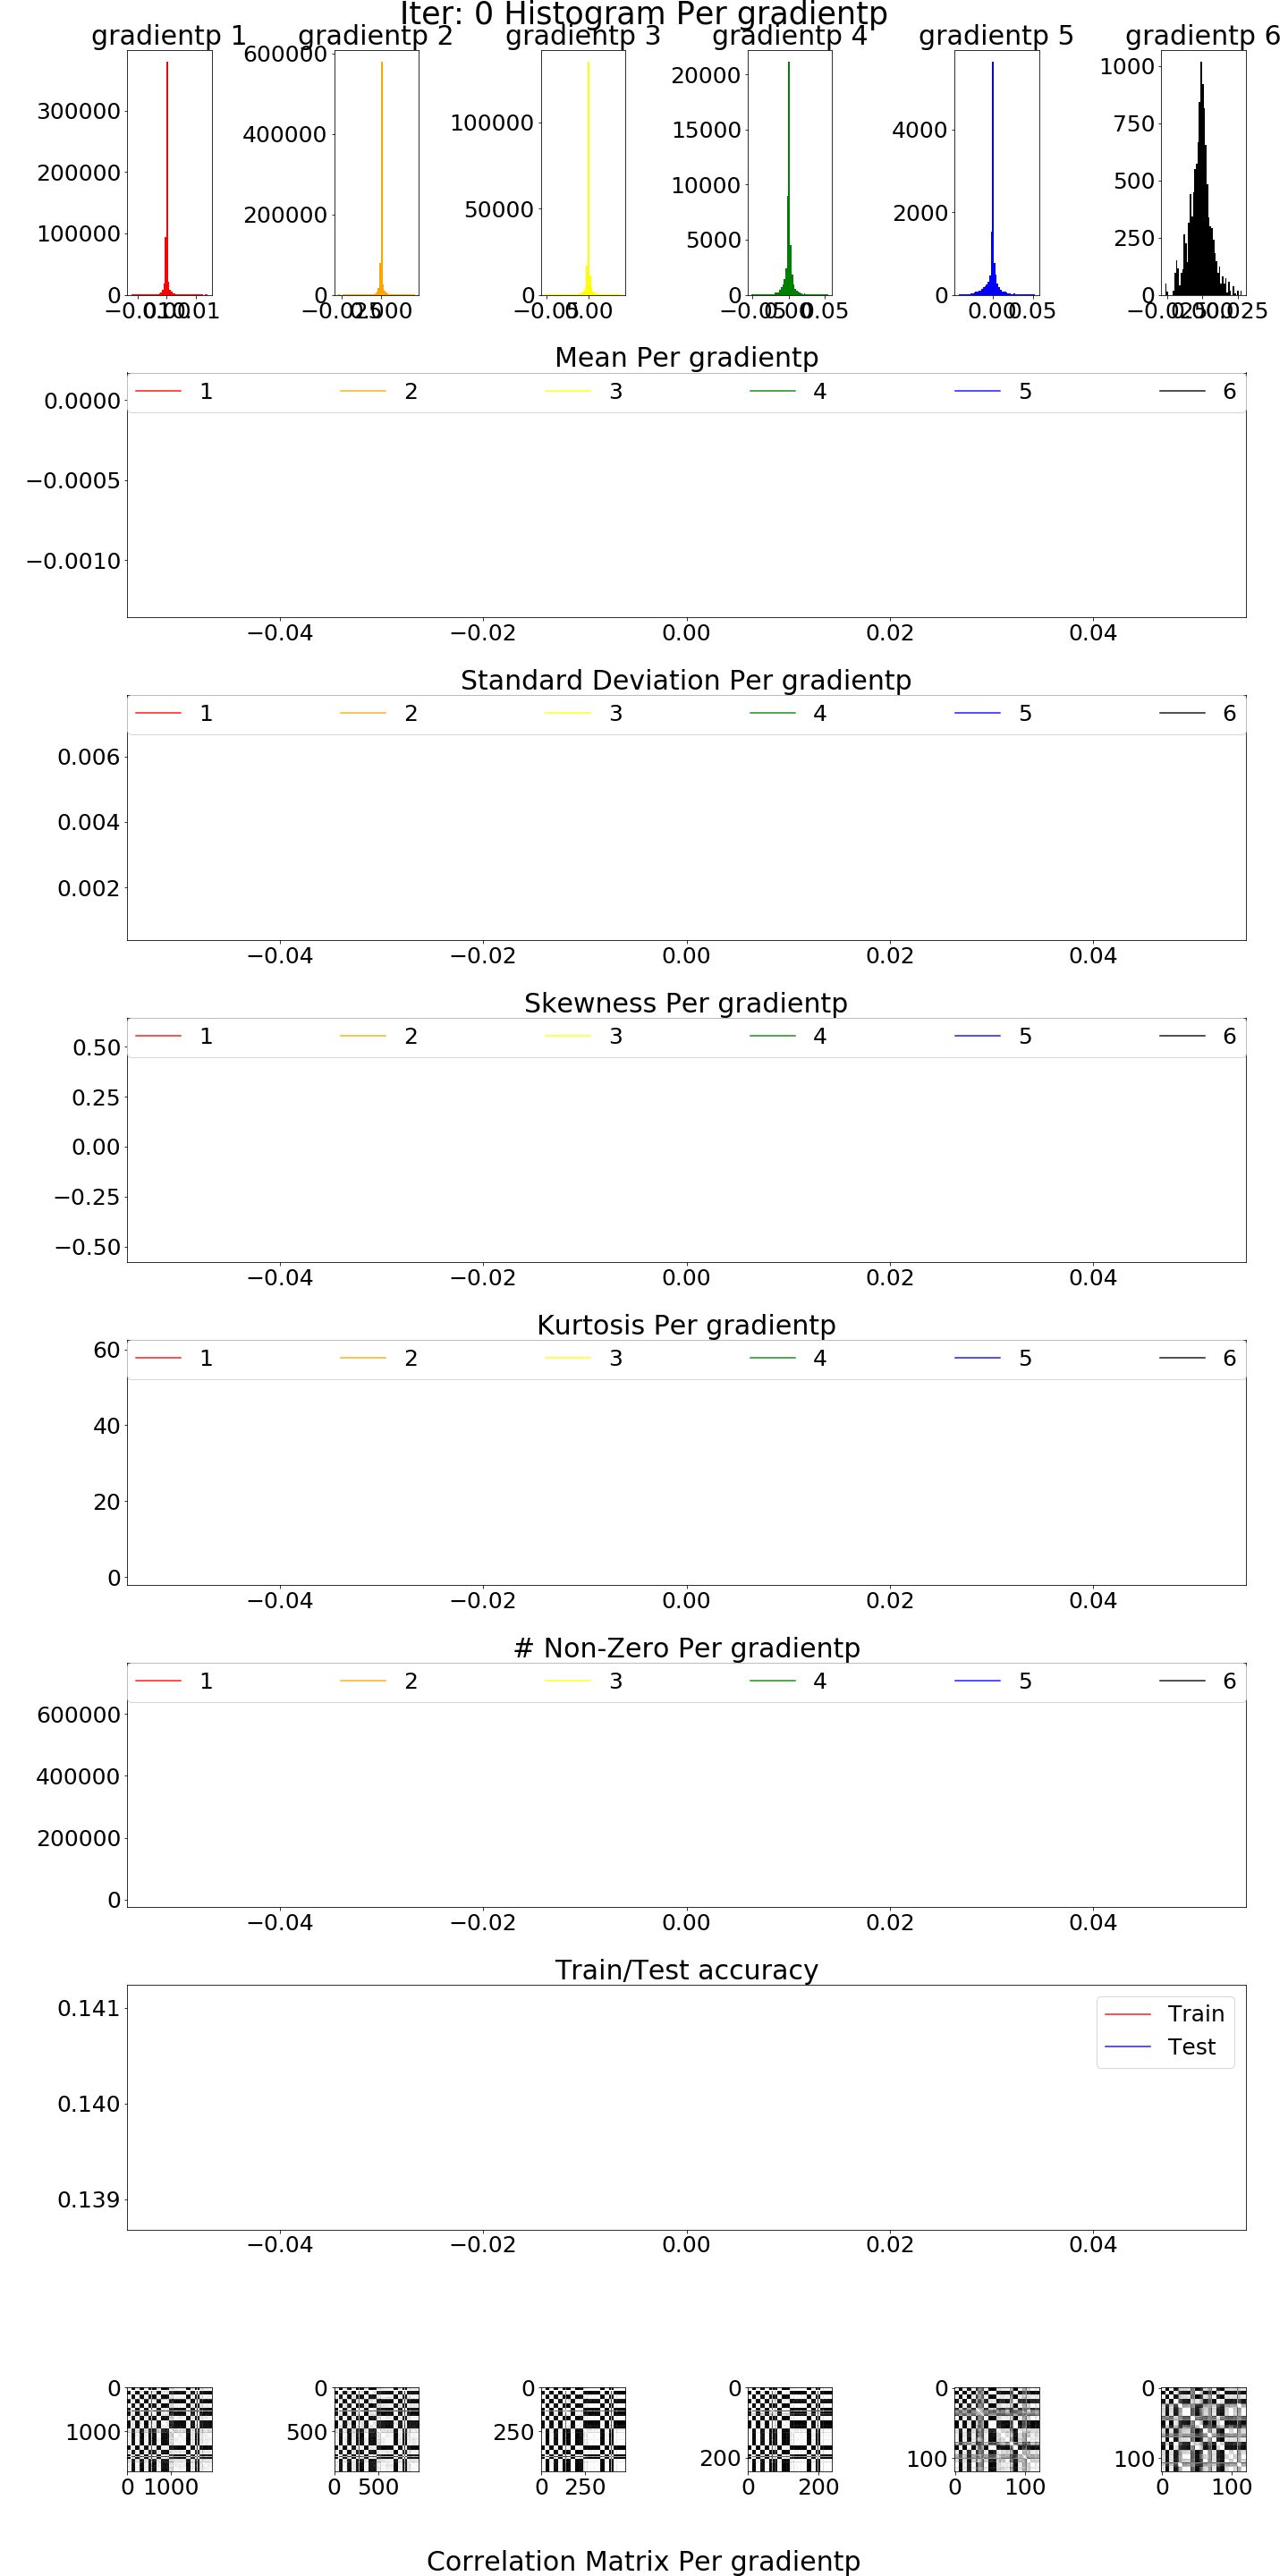 Iter: 0 Histogram Per gradientp
gradientp 1 gradientp 2 gradientp 3 gradientp 4 gradientp 5 gradientp 6
300000
200000
100000
0
600000
400000
200000
0
100000
50000
0
20000
15000
10000
5000
0
4000
2000
0
1000
750
500
250
0
0.01
0.00
−0.05 0.00
0.05
0.00 0.05
Mean Per gradientp
1 2 3 4 5 6
0.0000
−0.0005
−0.0010
−0.04 −0.02 0.00 0.02 0.04
Standard Deviation Per gradientp
1 2 3 4 5 6
0.006
0.004
0.002
−0.04 −0.02 0.00 0.02 0.04
Skewness Per gradientp
1 2 3 4 5 6
0.50
0.25
0.00
−0.25
−0.50
−0.04 −0.02 0.00 0.02 0.04
Kurtosis Per gradientp
1 2 3 4 5 6
60
40
20
0
−0.04 −0.02 0.00 0.02 0.04
# Non-Zero Per gradientp
1 2 3 4 5 6
600000
400000
200000
0
−0.04 −0.02 0.00 0.02 0.04
Train/Test accuracy
Train
Test
0.141
0.140
0.139
−0.04 −0.02 0.00 0.02 0.04
0 0 0 0 0 0
1000 500 250 200 100 100
0 1000 0 500 0 250 0 200 0 100 0 100
Correlation Matrix Per gradientp